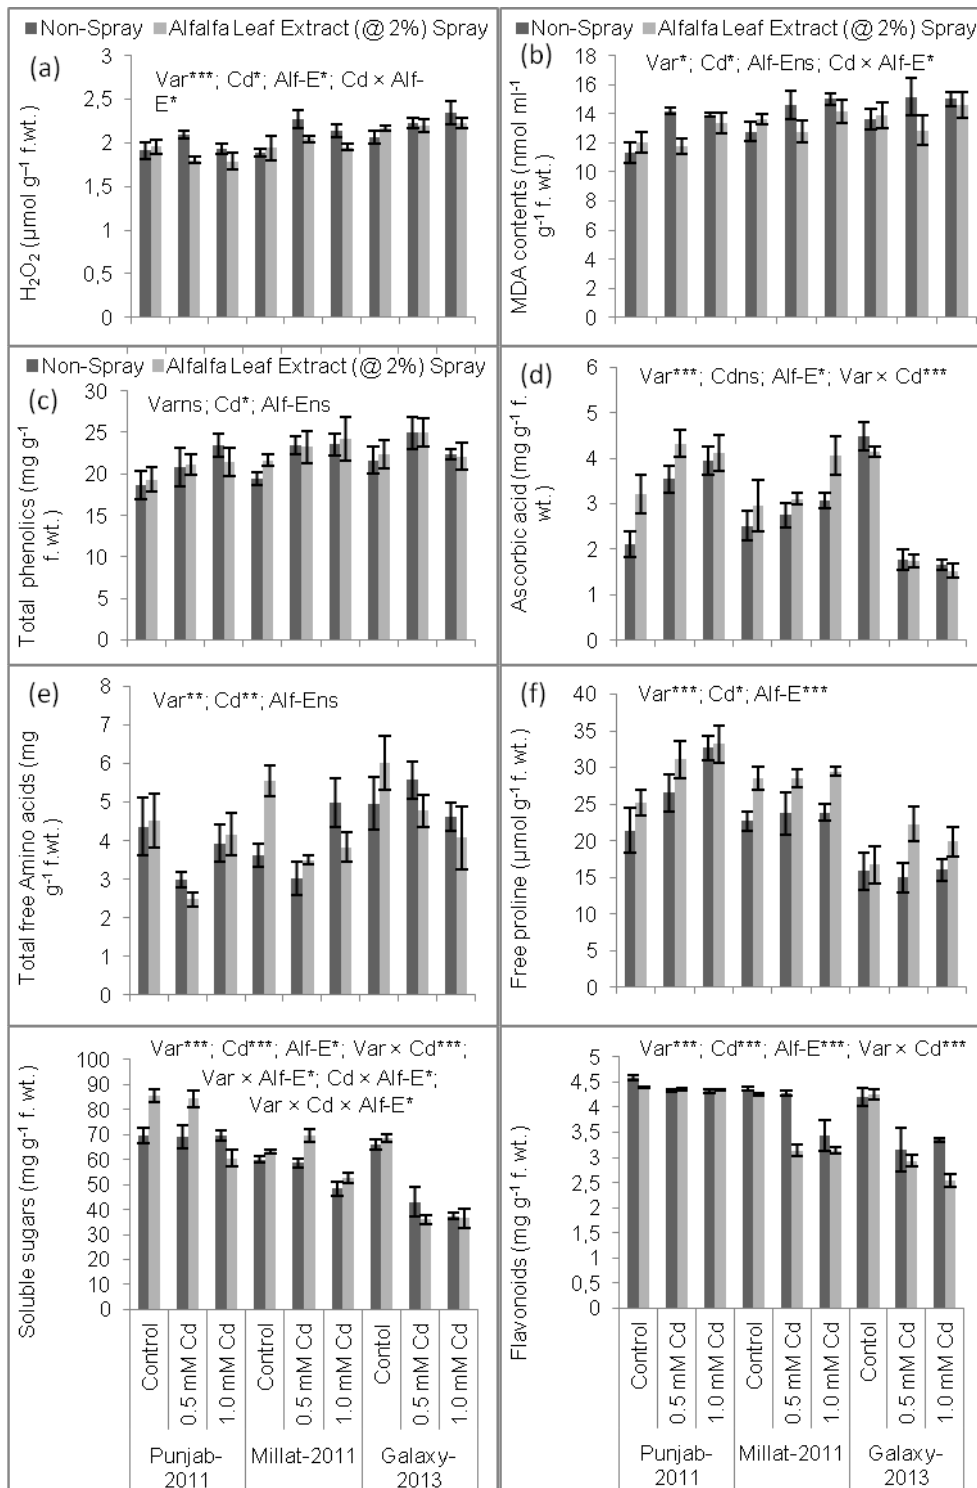 Non-Spray Alfalfa Leaf Extract (@ 2%) Spray
(a)
Var***; Cd*; Alf-E*; Cd × Alf-
E*
H₂O₂ (µmol g⁻¹ f.wt.)
3
2,5
2
1,5
1
0,5
0
Non-Spray Alfalfa Leaf Extract (@ 2%) Spray
(b)
Var*; Cd*; Alf-Ens; Cd × Alf-E*
MDA contents (nmol ml⁻¹
g⁻¹ f. wt.)
18
16
14
12
10
8
6
4
2
0
Non-Spray Alfalfa Leaf Extract (@ 2%) Spray
(c)
Varns; Cd*; Alf-Ens
Total phenolics (mg g⁻¹
f. wt.)
30
25
20
15
10
5
0
(d)
Var***; Cdns; Alf-E*; Var × Cd***
Ascorbic acid (mg g⁻¹ f.
wt.)
6
5
4
3
2
1
0
(e)
Var**; Cd**; Alf-Ens
Total free Amino acids (mg
g⁻¹ f.wt.)
8
7
6
5
4
3
2
1
0
(f)
Var***; Cd*; Alf-E***
Free proline (µmol g⁻¹ f. wt.)
40
35
30
25
20
15
10
5
0
Var***; Cd***; Alf-E*; Var × Cd***;
Var × Alf-E*; Cd × Alf-E*;
Var × Cd × Alf-E*
Soluble sugars (mg g⁻¹ f. wt.)
100
90
80
70
60
50
40
30
20
10
0
Control
0.5 mM Cd
1.0 mM Cd
Control
0.5 mM Cd
1.0 mM Cd
Contol
0.5 mM Cd
1.0 mM Cd
Punjab-
2011
Millat-2011
Galaxy-
2013
Var***; Cd***; Alf-E***; Var × Cd***
Flavonoids (mg g⁻¹ f. wt.)
5
4,5
4
3,5
3
2,5
2
1,5
1
0,5
0
Control
0.5 mM Cd
1.0 mM Cd
Control
0.5 mM Cd
1.0 mM Cd
Contol
0.5 mM Cd
1.0 mM Cd
Punjab-
2011
Millat-2011
Galaxy-
2013